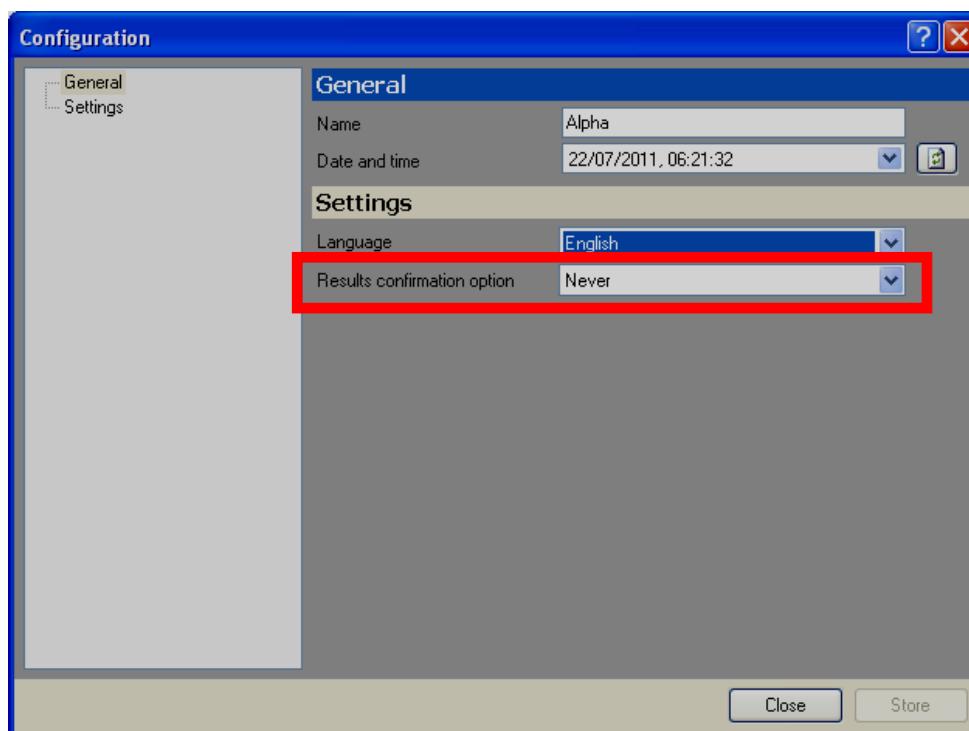 Configuration
General
Settings
General
Name Alpha
Date and time 22/07/2011, 06:21:32
Settings
Language English
Results confirmation option Never
Close Store